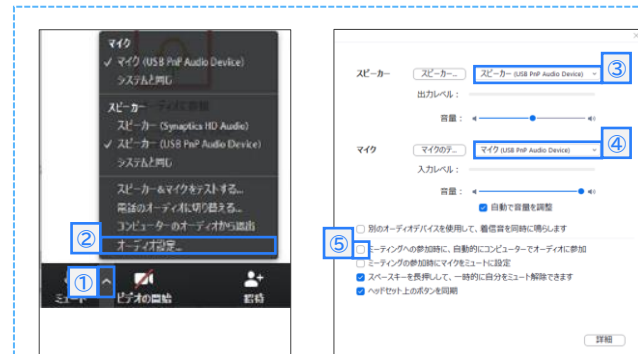 マイク
✓ マイク (USB PnP Audio Device)
システムと同じ
スピーカー
スピーカー (Synaptics HD Audio)
✓ スピーカー (USB PnP Audio Device)
システムと同じ
スピーカー&マイクをテストする...
電話のオーディオに切り替える...
コンピューターのオーディオから退出
② オーディオ設定...
①
ミュート ビデオの開始 招待
スピーカー スピーカー... スピーカー (USB PnP Audio Device) ③
出力レベル:
音量:
マイク マイクのテ... マイク (USB PnP Audio Device) ④
入力レベル:
音量:
自動で音量を調整
別のオーディオデバイスを使用して、着信音を同時に鳴らします
⑤ ミーティングへの参加時に、自動的にコンピューターでオーディオに参加
ミーティングの参加時にマイクをミュートに設定
スペースキーを長押しして、一時的に自分をミュート解除できます
ヘッドセット上のボタンを同期
詳細